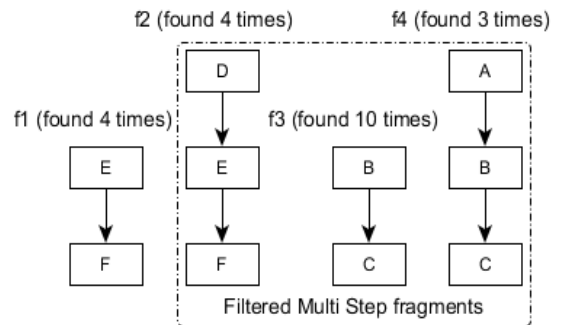 f2 (found 4 times)
f4 (found 3 times)
D
A
f1 (found 4 times)
f3 (found 10 times)
E
E
B
B
F
F
C
C
Filtered Multi Step fragments